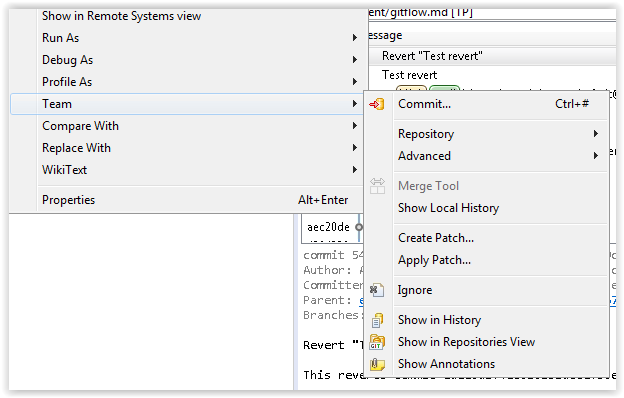 Show in Remote Systems view
Run As
Debug As
Profile As
Team
Compare With
Replace With
WikiText
Properties Alt+Enter
ent/gitflow.md [TP]
essage
Revert "Test revert"
Test revert
Commit... Ctrl+#
Repository
Advanced
Merge Tool
Show Local History
Create Patch...
Apply Patch...
Ignore
Show in History
Show in Repositories View
Show Annotations
aec20de
commit 54
Author: A
Committe
Parent:
Branches:
Revert "T
This reve